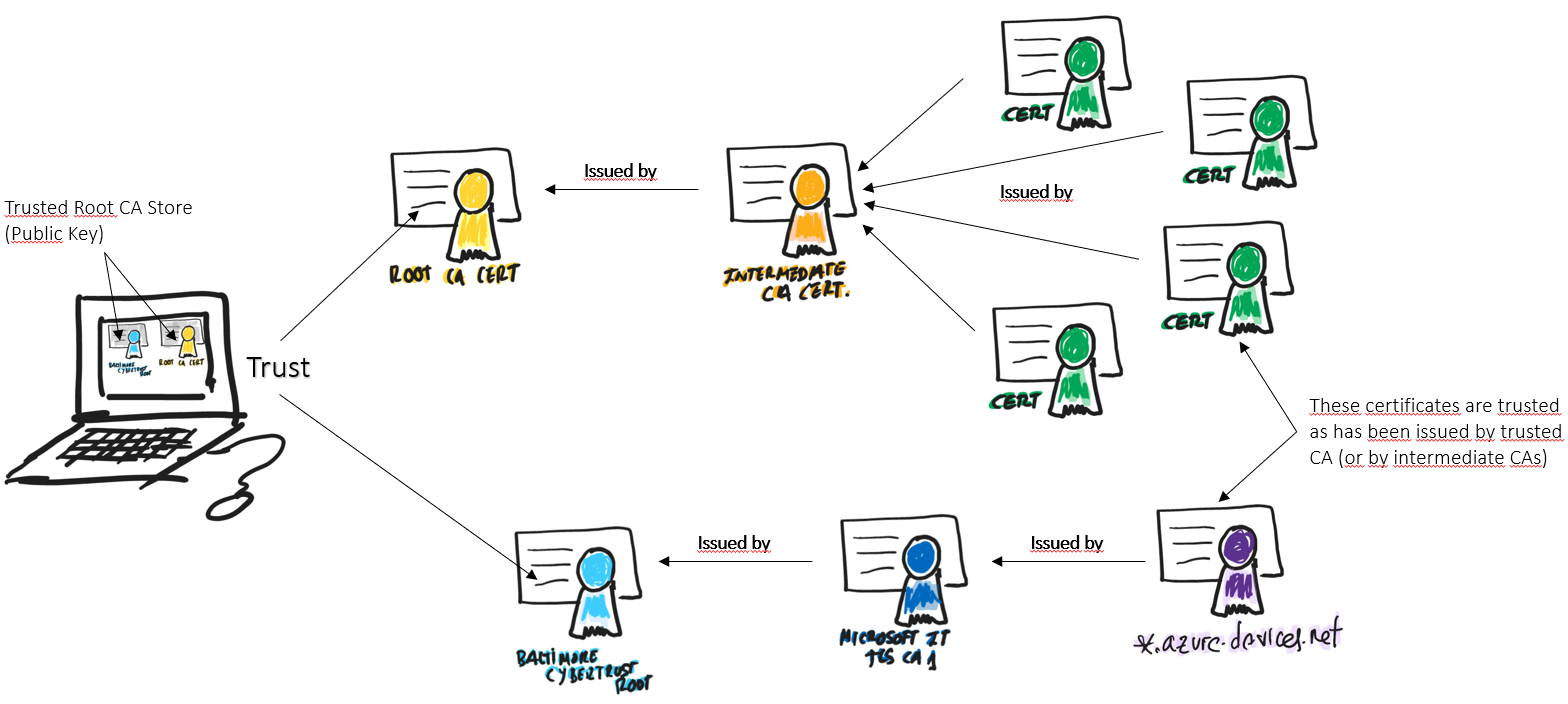 CERT
CERT
Issued by
Issued by
Trusted Root CA Store
(Public Key)
ROOT CA CERT
INTERMEDIATE
CA CERT.
CERT
BALTIMORE
CYBERTRUST
ROOT
ROOT CA CERT
Trust
CERT
These certificates are trusted
as has been issued by trusted
CA (or by intermediate CAs)
Issued by
Issued by
BALTIMORE
CYBERTRUST
ROOT
MICROSOFT IT
TLS CA 1
*.azure-devices.net